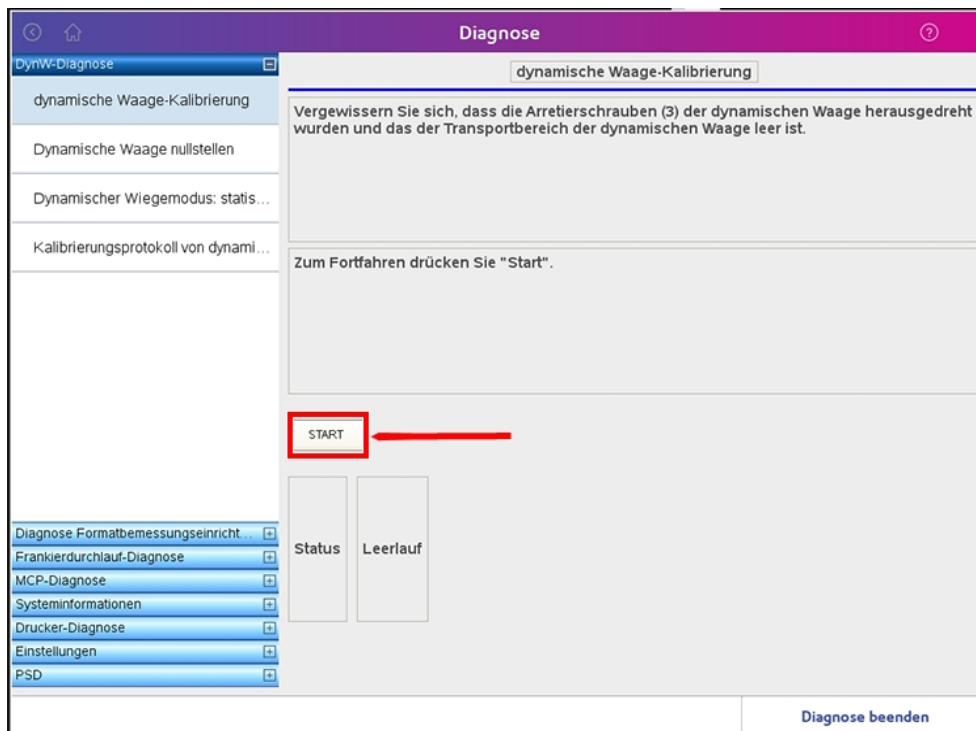 Diagnose
DynW-Diagnose
dynamische Waage-Kalibrierung
Dynamische Waage nullstellen
Dynamischer Wiegemodus: statis...
Kalibrierungsprotokoll von dynami...
Diagnose Formatbemessungseinricht...
Frankierdurchlauf-Diagnose
MCP-Diagnose
Systeminformationen
Drucker-Diagnose
Einstellungen
PSD
dynamische Waage-Kalibrierung
Vergewissern Sie sich, dass die Arretierschrauben (3) der dynamischen Waage herausgedreht
wurden und das der Transportbereich der dynamischen Waage leer ist.
Zum Fortfahren drücken Sie "Start".
START
Status Leerlauf
Diagnose beenden